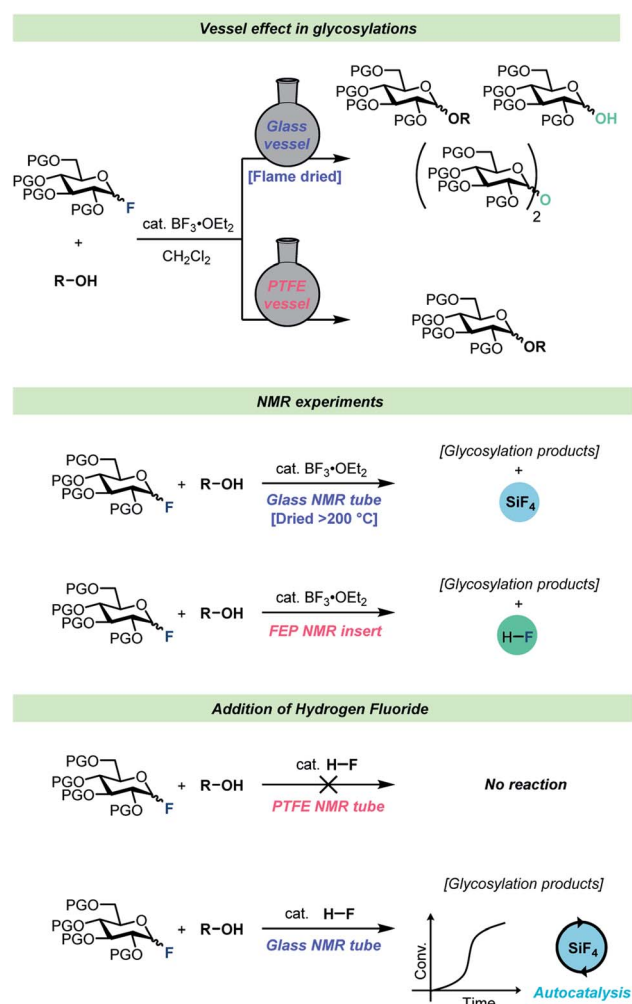 Vessel effect in glycosylations
PGO
PGO
PGO
PGO
O
F
+
R–OH
cat. BF₃•OEt₂
CH₂Cl₂
Glass
vessel
[Flame dried]
PTFE
vessel
PGO
PGO
PGO
PGO
O
OR
PGO
PGO
PGO
PGO
O
OH
PGO
PGO
PGO
PGO
O
O
2
PGO
PGO
PGO
PGO
O
OR
NMR experiments
PGO
PGO
PGO
PGO
O
F
+ R–OH
cat. BF₃•OEt₂
Glass NMR tube
[Dried >200 °C]
[Glycosylation products]
+
SiF₄
PGO
PGO
PGO
PGO
O
F
+ R–OH
cat. BF₃•OEt₂
FEP NMR insert
[Glycosylation products]
+
H–F
Addition of Hydrogen Fluoride
PGO
PGO
PGO
PGO
O
F
+ R–OH
cat. H–F
PTFE NMR tube
No reaction
PGO
PGO
PGO
PGO
O
F
+ R–OH
cat. H–F
Glass NMR tube
[Glycosylation products]
Conv.
Time
SiF₄
Autocatalysis